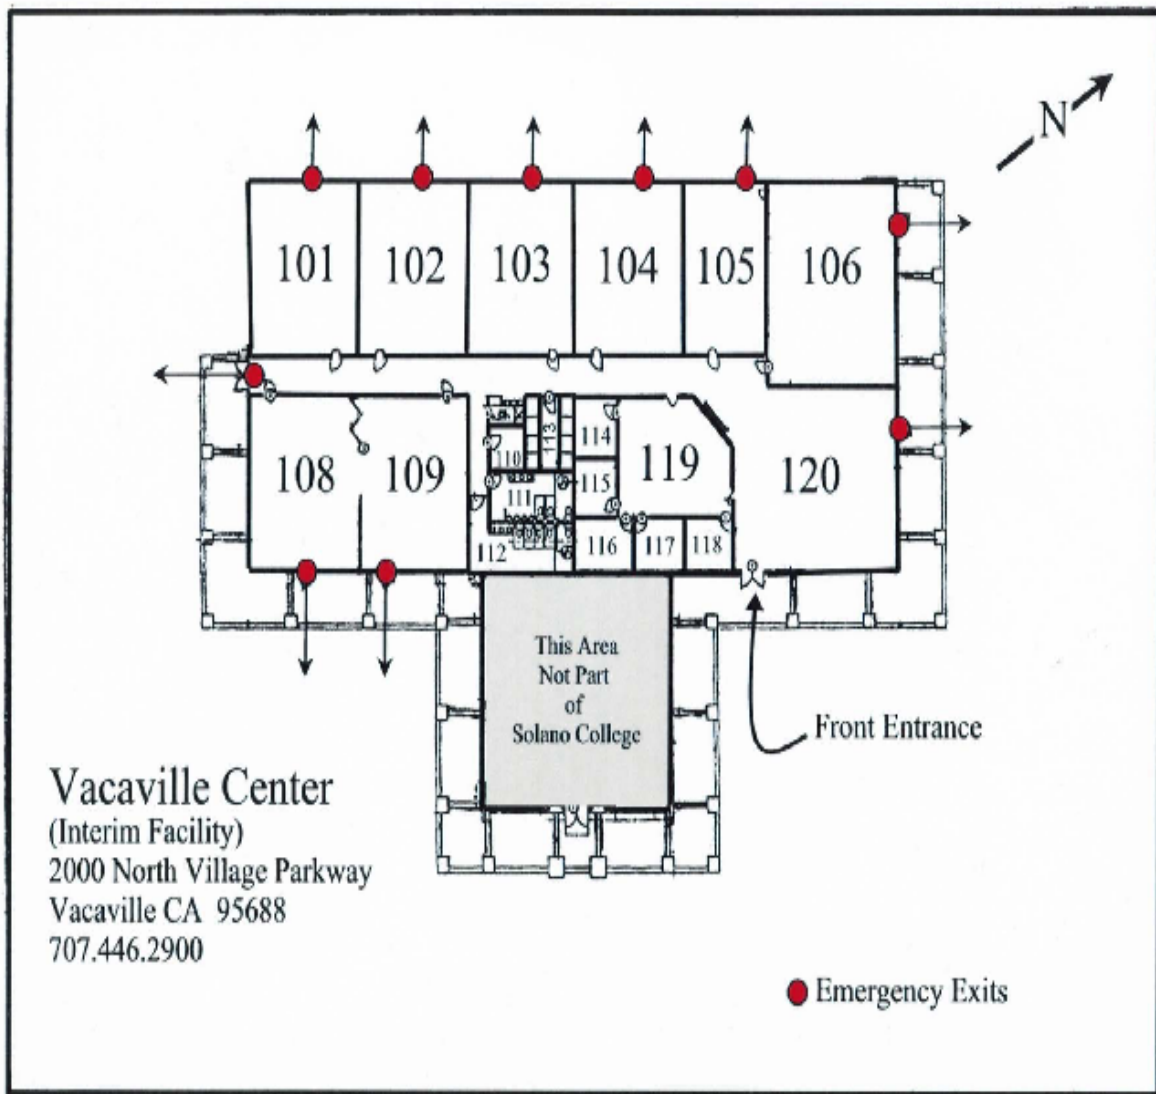 N
101
102
103
104
105
106
108
109
110
111
112
113
114
115
116
117
118
119
120
This Area
Not Part
of
Solano College
Front Entrance
Vacaville Center
(Interim Facility)
2000 North Village Parkway
Vacaville CA 95688
707.446.2900
Emergency Exits